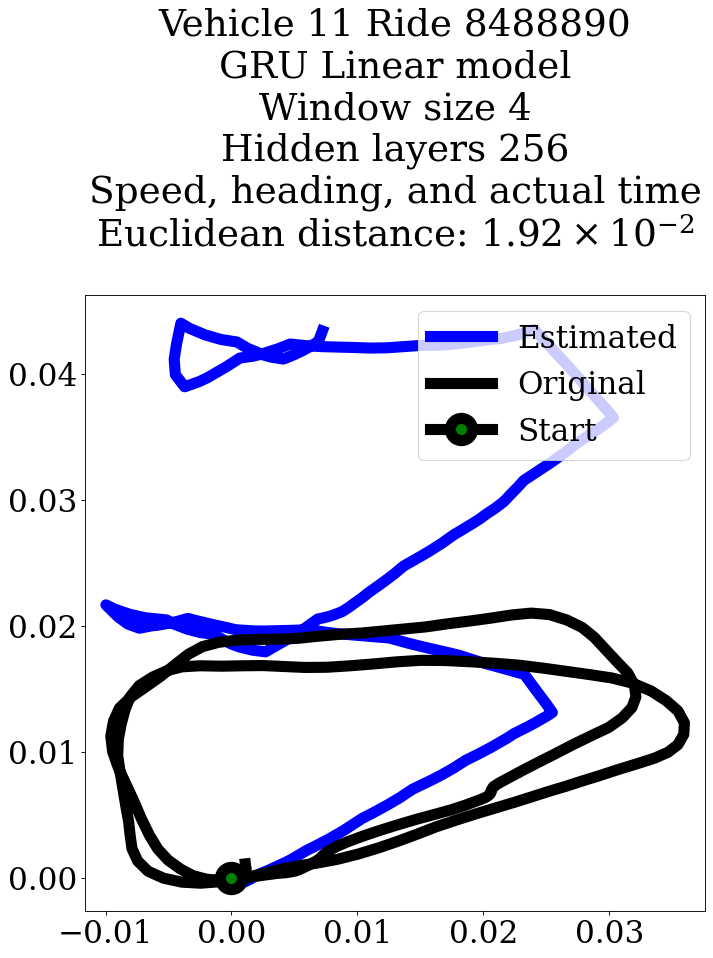 Vehicle 11 Ride 8488890
GRU Linear model
Window size 4
Hidden layers 256
Speed, heading, and actual time
Euclidean distance: 1.92 × 10⁻²
Estimated
Original
Start
0.04
0.03
0.02
0.01
0.00
−0.01 0.00 0.01 0.02 0.03